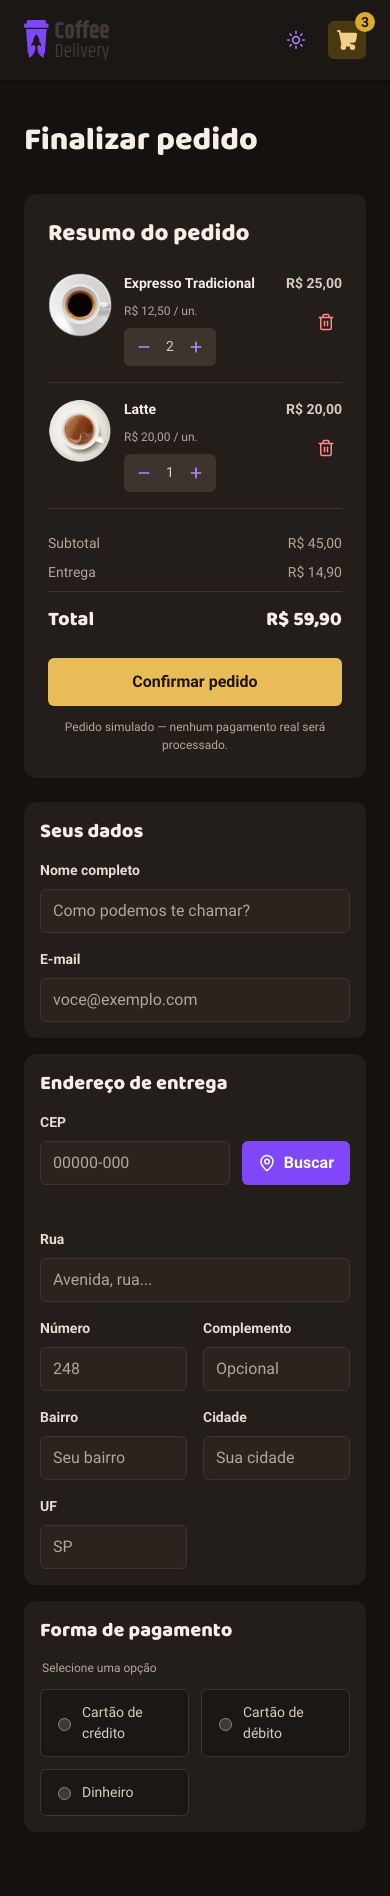 Coffee
Delivery
3
Finalizar pedido
Resumo do pedido
Expresso Tradicional
R$ 25,00
R$ 12,50 / un.
2
Latte
R$ 20,00
R$ 20,00 / un.
1
Subtotal
R$ 45,00
Entrega
R$ 14,90
Total
R$ 59,90
Confirmar pedido
Pedido simulado — nenhum pagamento real será
processado.
Seus dados
Nome completo
Como podemos te chamar?
E-mail
voce@exemplo.com
Endereço de entrega
CEP
00000-000
Buscar
Rua
Avenida, rua...
Número
Complemento
248
Opcional
Bairro
Cidade
Seu bairro
Sua cidade
UF
SP
Forma de pagamento
Selecione uma opção
Cartão de
crédito
Cartão de
débito
Dinheiro